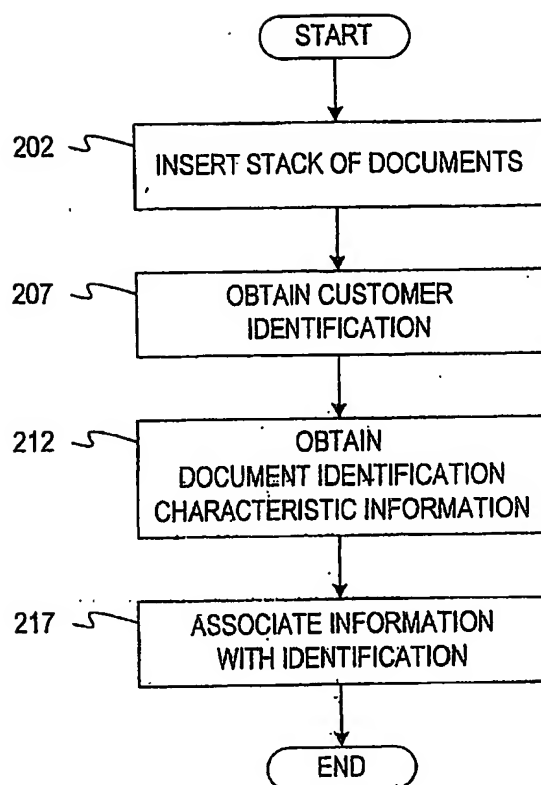 START
202
INSERT STACK OF DOCUMENTS
207
OBTAIN CUSTOMER
IDENTIFICATION
212
OBTAIN
DOCUMENT IDENTIFICATION
CHARACTERISTIC INFORMATION
217
ASSOCIATE INFORMATION
WITH IDENTIFICATION
END